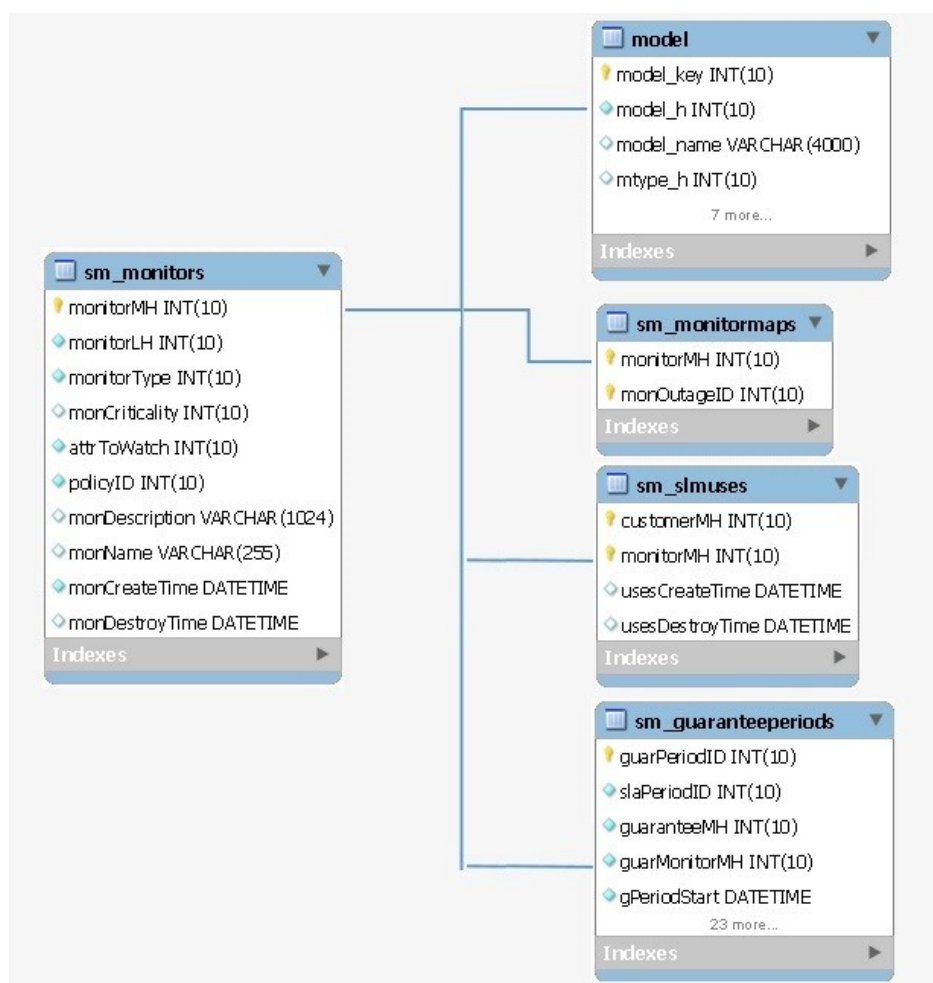 model
model_key INT(10)
model_h INT(10)
model_name VARCHAR(4000)
mtype_h INT(10)
7 more...
Indexes
sm_monitors
monitorMH INT(10)
monitorLH INT(10)
monitorType INT(10)
monCriticality INT(10)
attrToWatch INT(10)
policyID INT(10)
monDescription VARCHAR(1024)
monName VARCHAR(255)
monCreateTime DATETIME
monDestroyTime DATETIME
Indexes
sm_monitormaps
monitorMH INT(10)
monOutageID INT(10)
Indexes
sm_slmuses
customerMH INT(10)
monitorMH INT(10)
usesCreateTime DATETIME
usesDestroyTime DATETIME
Indexes
sm_guaranteeperiods
guarPeriodID INT(10)
slaPeriodID INT(10)
guaranteeMH INT(10)
guarMonitorMH INT(10)
gPeriodStart DATETIME
23 more...
Indexes